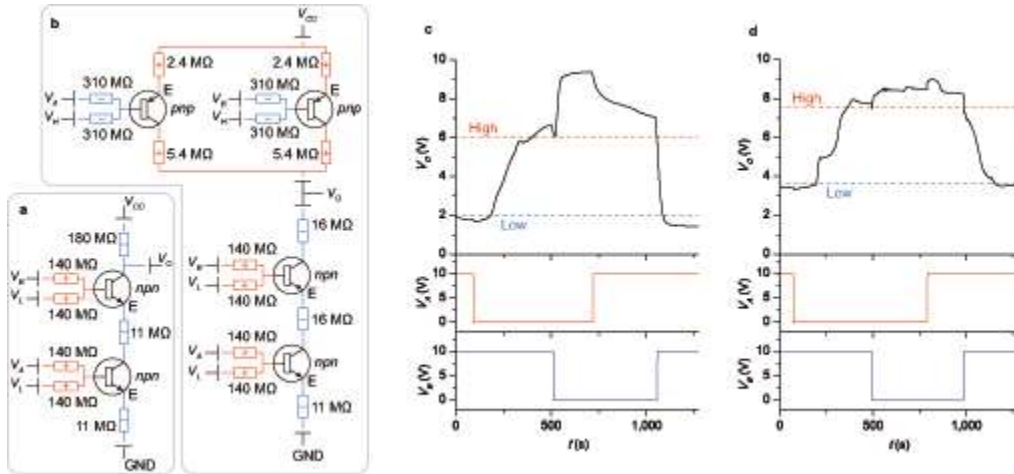 b
V_CC
2.4 MΩ
2.4 MΩ
310 MΩ
E
310 MΩ
E
V_A
V_H
pnp
V_B
V_H
pnp
310 MΩ
310 MΩ
5.4 MΩ
5.4 MΩ
V_O
16 MΩ
140 MΩ
V_B
V_L
npn
140 MΩ
E
16 MΩ
140 MΩ
V_A
V_L
npn
140 MΩ
E
11 MΩ
GND
a
V_CC
180 MΩ
V_O
140 MΩ
V_B
V_L
npn
140 MΩ
E
11 MΩ
140 MΩ
V_A
V_L
npn
140 MΩ
E
11 MΩ
GND
c
10
8
6
4
2
0
V_O (V)
High
Low
10
5
0
V_A (V)
10
5
0
V_B (V)
0
500
1,000
t (s)
d
10
8
6
4
2
0
V_O (V)
High
Low
10
5
0
V_A (V)
10
5
0
V_B (V)
0
500
1,000
t (s)